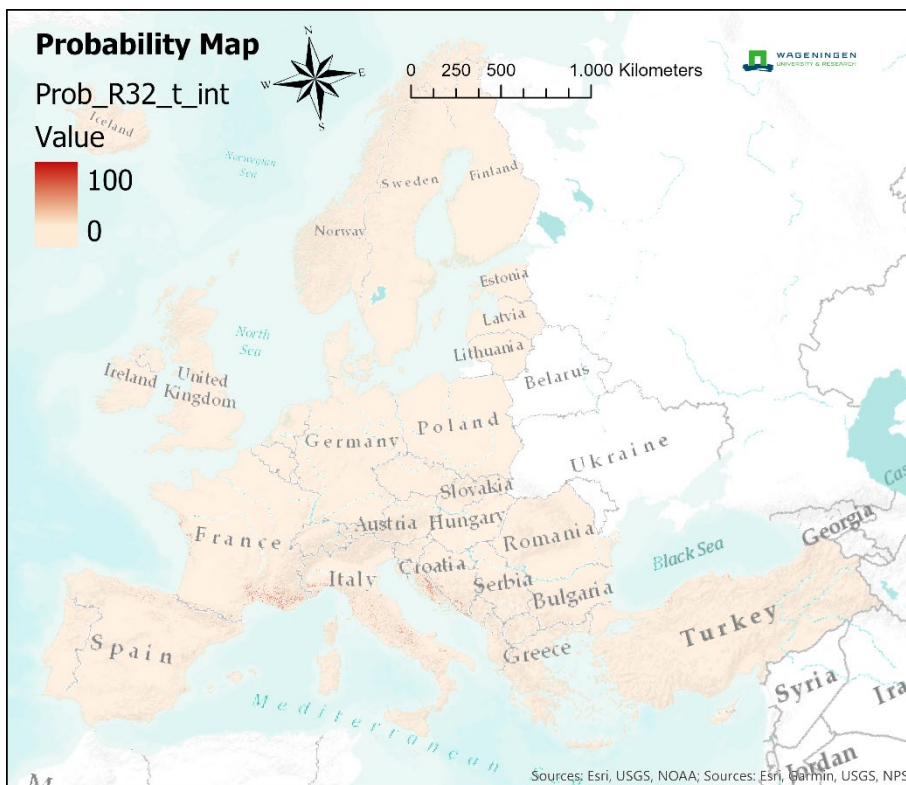 Probability Map
Prob_R32_t_int
Value
100
0
N
W
E
S
0 250 500 1.000 Kilometers
WAGENINGEN
UNIVERSITY & RESEARCH
Iceland
Norwegian
Sea
Sweden
Finland
Norway
Estonia
Latvia
Lithuania
North
Sea
Ireland
United
Kingdom
Belarus
Germany
Poland
Ukraine
Slovakia
Austria
Hungary
France
Romania
Croatia
Italy
Serbia
Black Sea
Georgia
Bulgaria
Spain
Greece
Turkey
Syria
Mediterranean
Jordan
Sources: Esri, USGS, NOAA; Sources: Esri, Garmin, USGS, NPS